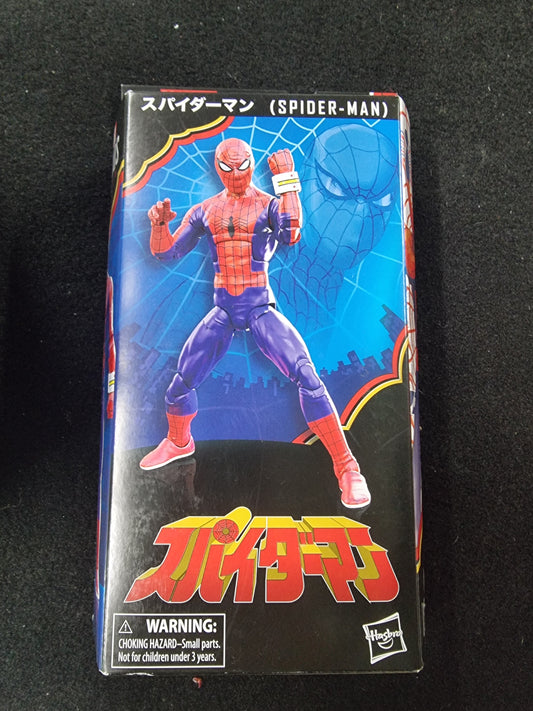 スパイダーマン (SPIDER-MAN)
スパイダーマン
WARNING:
CHOKING HAZARD–Small parts.
Not for children under 3 years.
Hasbro